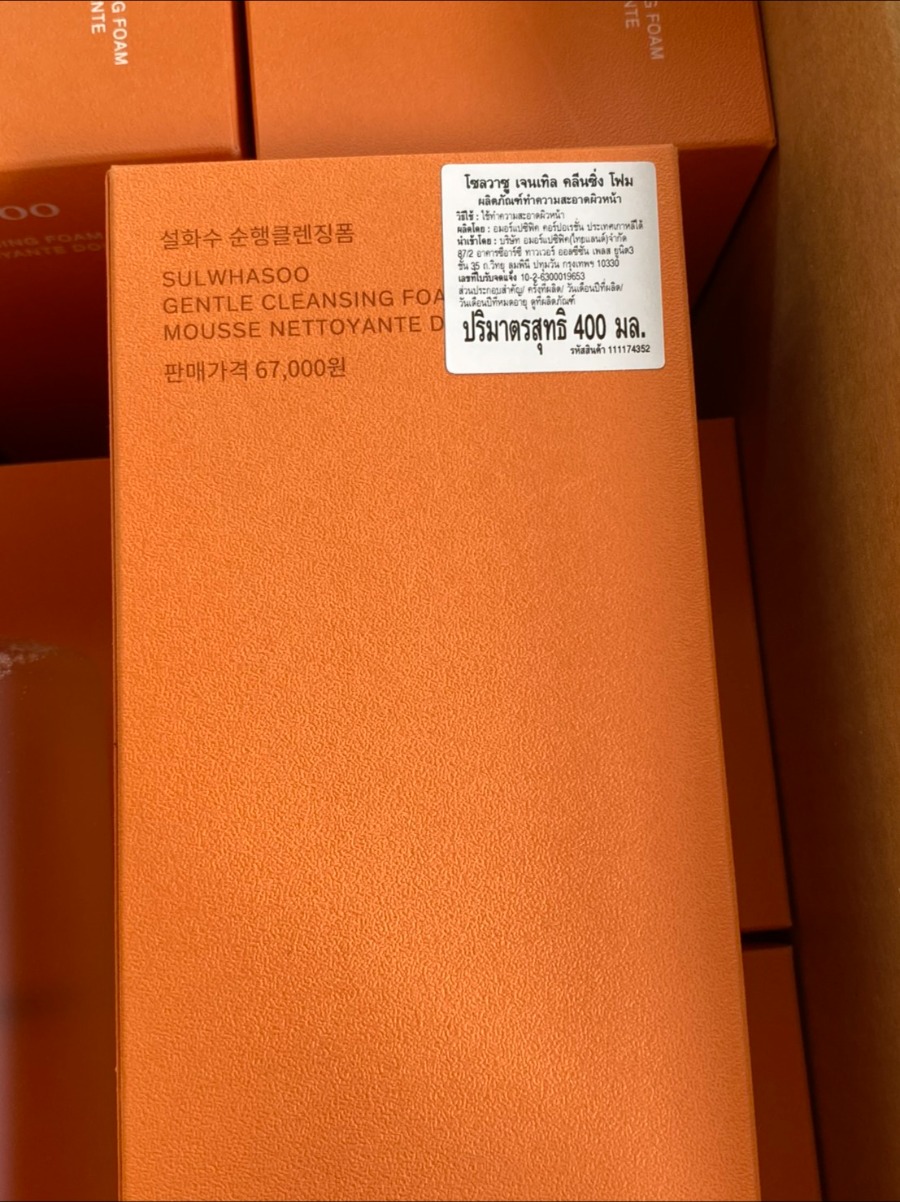 G FOAM
NTE
G FOAM
NTE
OO
ING FOAM
설화수 순행클렌징폼
SULWHASOO
GENTLE CLEANSING FOA
MOUSSE NETTOYANTE D
판매가격 67,000원
โซลวาซู เจนเทิล คลีนซิ่ง โฟม
ผลิตภัณฑ์ทำความสะอาดผิวหน้า
วิธีใช้ : ใช้ทำความสะอาดผิวหน้า
ผลิตโดย : อมอร์แปซิฟิค คอร์ปอเรชั่น ประเทศเกาหลีใต้
นำเข้าโดย : บริษัท อมอร์แปซิฟิค(ไทยแลนด์)จำกัด
87/2 อาคารซีอาร์ซี ทาวเวอร์ ออลซีซั่น เพลส ยูนิต3
ชั้น 35 ถ.วิทยุ ลุมพินี ปทุมวัน กรุงเทพฯ 10330
เลขที่ใบรับจดแจ้ง 10-2-6300019653
ส่วนประกอบสำคัญ/ ครั้งที่ผลิต/ วันเดือนปีที่ผลิต/
วันเดือนปีที่หมดอายุ ดูที่ผลิตภัณฑ์
ปริมาตรสุทธิ 400 มล.
รหัสสินค้า 111174352